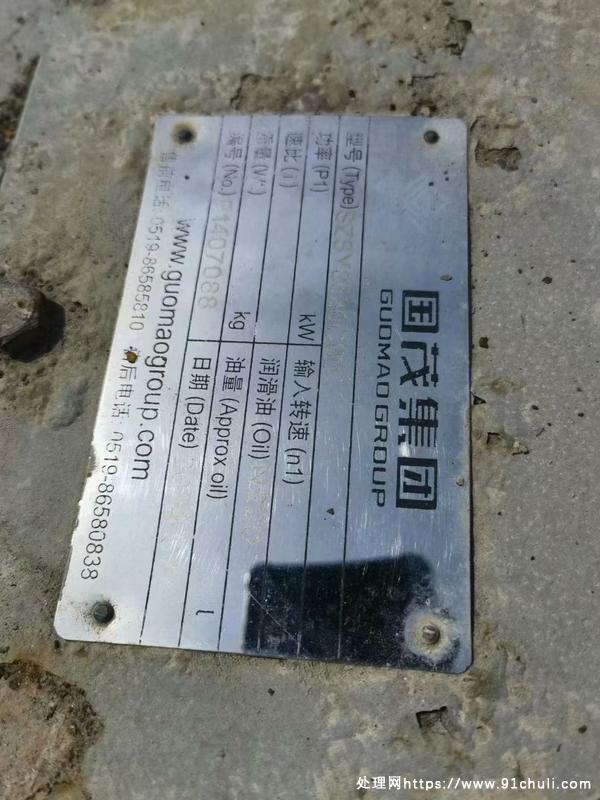 国茂集团
GUOMAO GROUP
型号 (Type)
功率 (P1) kW 输入转速 (n1)
速比 (i) 润滑油 (Oil)
重量 (W) kg 油量 (Approx oil) l
编号 (No.) F1407088 日期 (Date)
www.guomaogroup.com
售前电话: 0519-86585810 售后电话: 0519-86580838
处理网https://www.91chuli.com